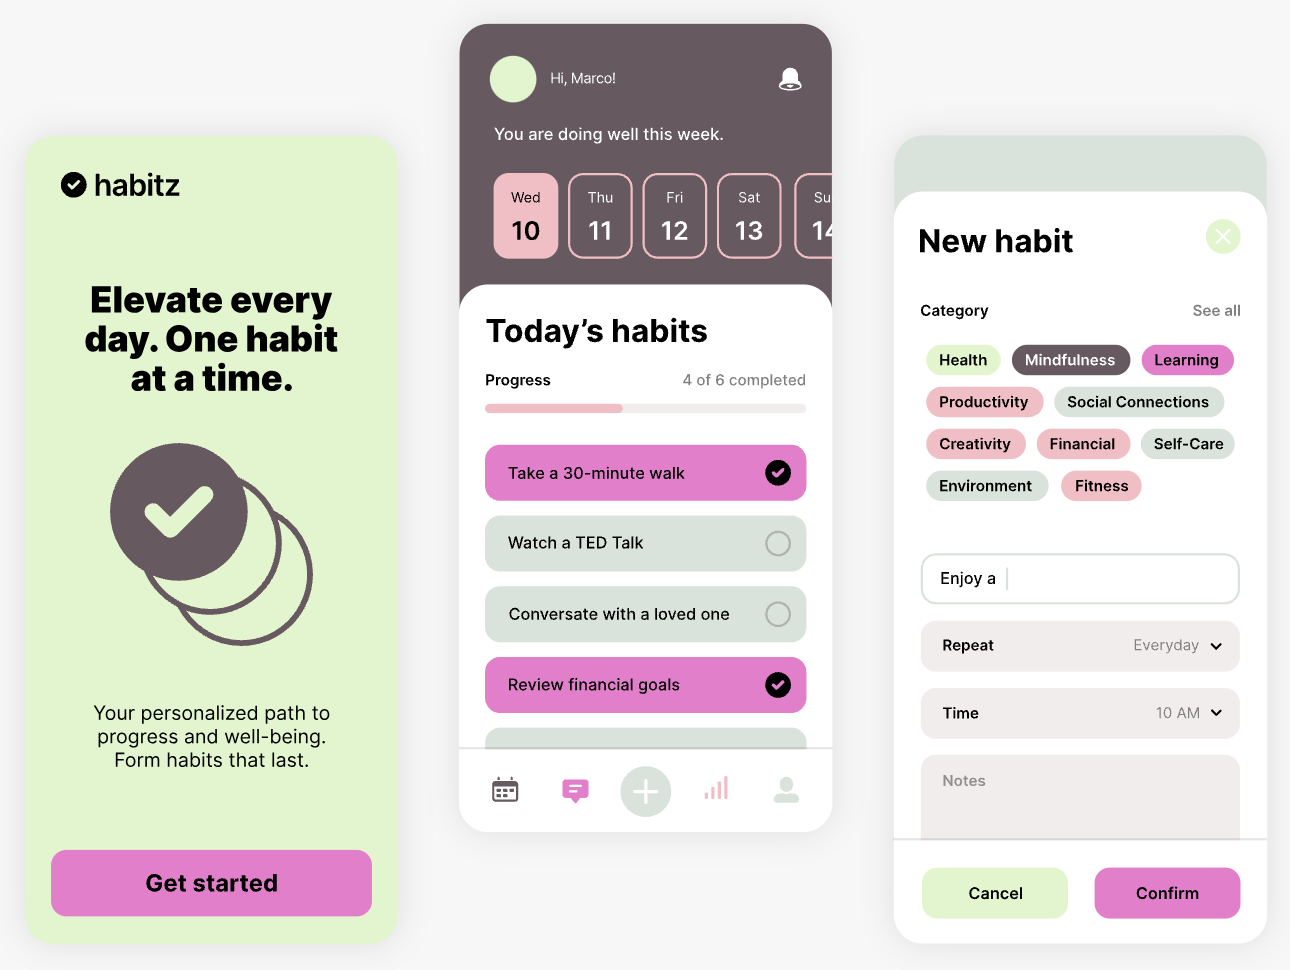 habitz
Elevate every
day. One habit
at a time.
Your personalized path to
progress and well-being.
Form habits that last.
Get started
Hi, Marco!
You are doing well this week.
Wed Thu Fri Sat Su
10 11 12 13 14
Today’s habits
Progress 4 of 6 completed
Take a 30-minute walk
Watch a TED Talk
Conversate with a loved one
Review financial goals
New habit
Category See all
Health Mindfulness Learning
Productivity Social Connections
Creativity Financial Self-Care
Environment Fitness
Enjoy a
Repeat Everyday
Time 10 AM
Notes
Cancel Confirm